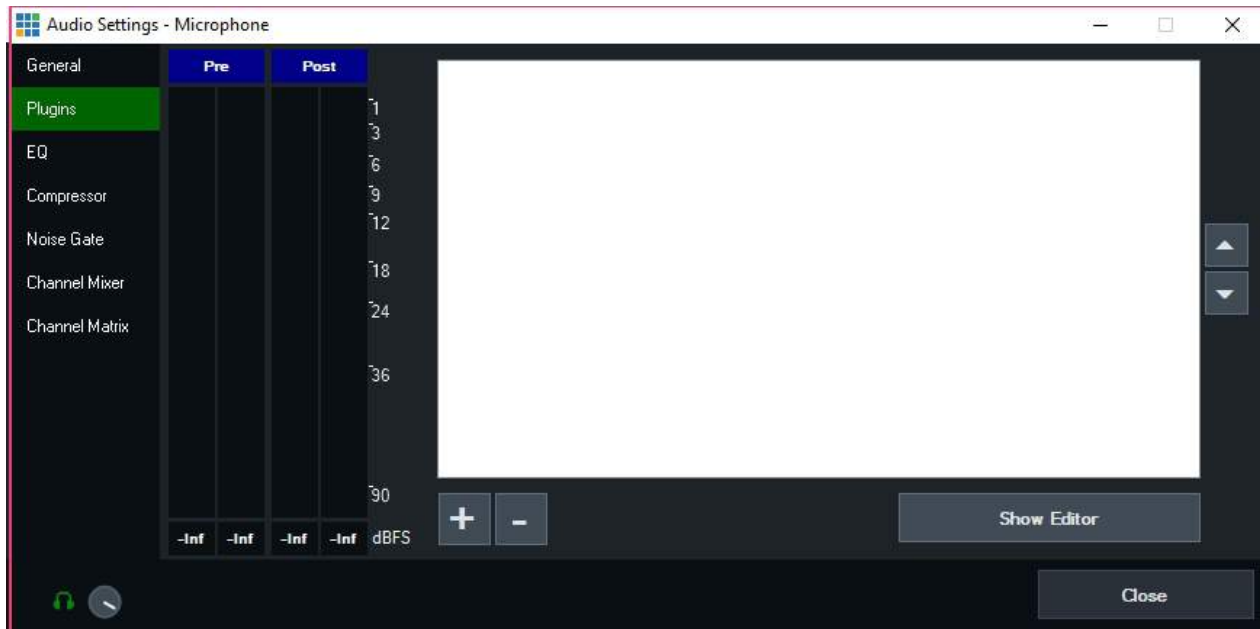 Audio Settings - Microphone
General
Plugins
EQ
Compressor
Noise Gate
Channel Mixer
Channel Matrix
Pre Post
1
3
6
9
12
18
24
36
90
-Inf -Inf -Inf -Inf dBFS
+ -
Show Editor
Close